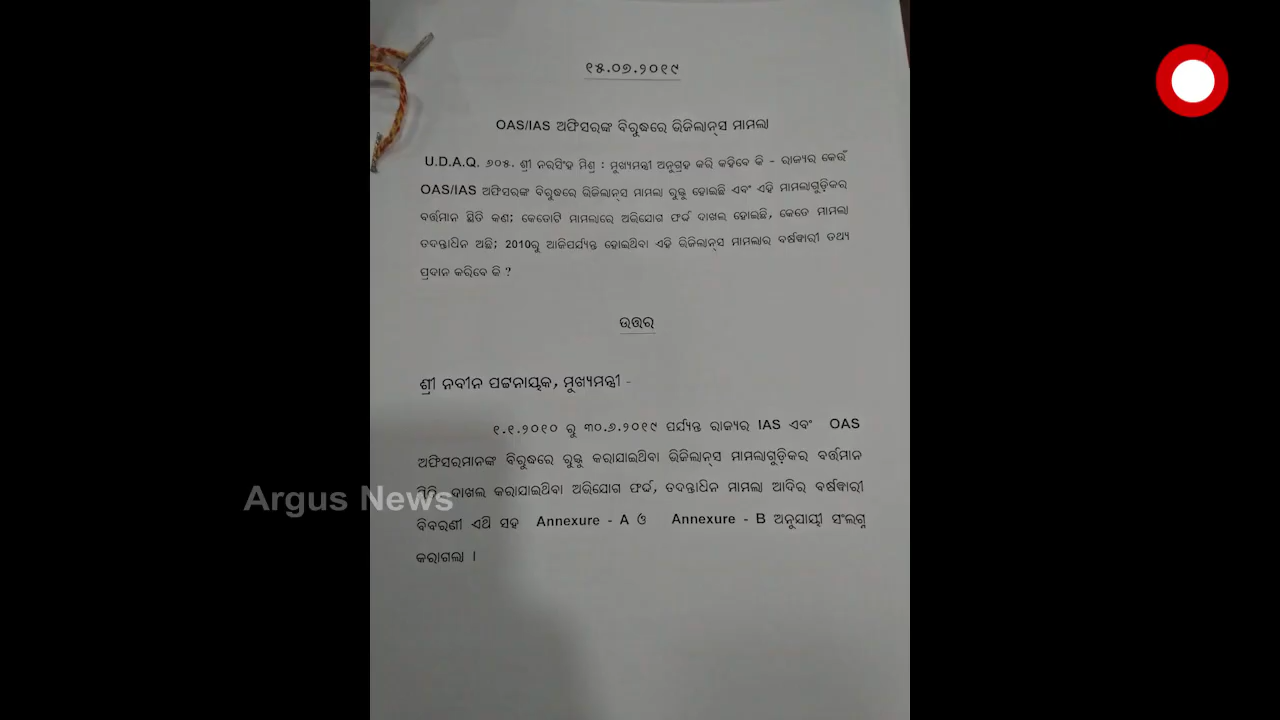 ୧୫.୦୭.୨୦୧୯
OAS/IAS ଅଫିସରଙ୍କ ବିରୁଦ୍ଧରେ ଭିଜିଲାନ୍ସ ମାମଲା
U.D.A.Q. ୬୦୫. ଶ୍ରୀ ନରସିଂହ ମିଶ୍ର : ମୁଖ୍ୟମନ୍ତ୍ରୀ ଅନୁଗ୍ରହ କରି କହିବେ କି - ରାଜ୍ୟର କେଉଁ
OAS/IAS ଅଫିସରଙ୍କ ବିରୁଦ୍ଧରେ ଭିଜିଲାନ୍ସ ମାମଲା ରୁଜୁ ହୋଇଛି ଏବଂ ଏହି ମାମଲାଗୁଡ଼ିକର
ବର୍ତ୍ତମାନ ସ୍ଥିତି କଣ; କେତୋଟି ମାମଲାରେ ଅଭିଯୋଗ ଫର୍ଦ୍ଦ ଦାଖଲ ହୋଇଛି, କେତେ ମାମଲା
ତଦନ୍ତାଧିନ ଅଛି; 2010ରୁ ଆଜିପର୍ଯ୍ୟନ୍ତ ହୋଇଥିବା ଏହି ଭିଜିଲାନ୍ସ ମାମଲାର ବର୍ଷୱାରୀ ତଥ୍ୟ
ପ୍ରଦାନ କରିବେ କି ?
ଉତ୍ତର
ଶ୍ରୀ ନବୀନ ପଟ୍ଟନାୟକ, ମୁଖ୍ୟମନ୍ତ୍ରୀ -
୧.୧.୨୦୧୦ ରୁ ୩୦.୬.୨୦୧୯ ପର୍ଯ୍ୟନ୍ତ ରାଜ୍ୟର IAS ଏବଂ OAS
ଅଫିସରମାନଙ୍କ ବିରୁଦ୍ଧରେ ରୁଜୁ କରାଯାଇଥିବା ଭିଜିଲାନ୍ସ ମାମଲାଗୁଡ଼ିକର ବର୍ତ୍ତମାନ
ଦାଖଲ କରାଯାଇଥିବା ଅଭିଯୋଗ ଫର୍ଦ୍ଦ, ତଦନ୍ତାଧିନ ମାମଲା ଆଦିର ବର୍ଷୱାରୀ
Argus News
ବିବରଣୀ ଏଥି ସହ Annexure - A ଓ Annexure - B ଅନୁଯାୟୀ ସଂଲଗ୍ନ
କରାଗଲା ।